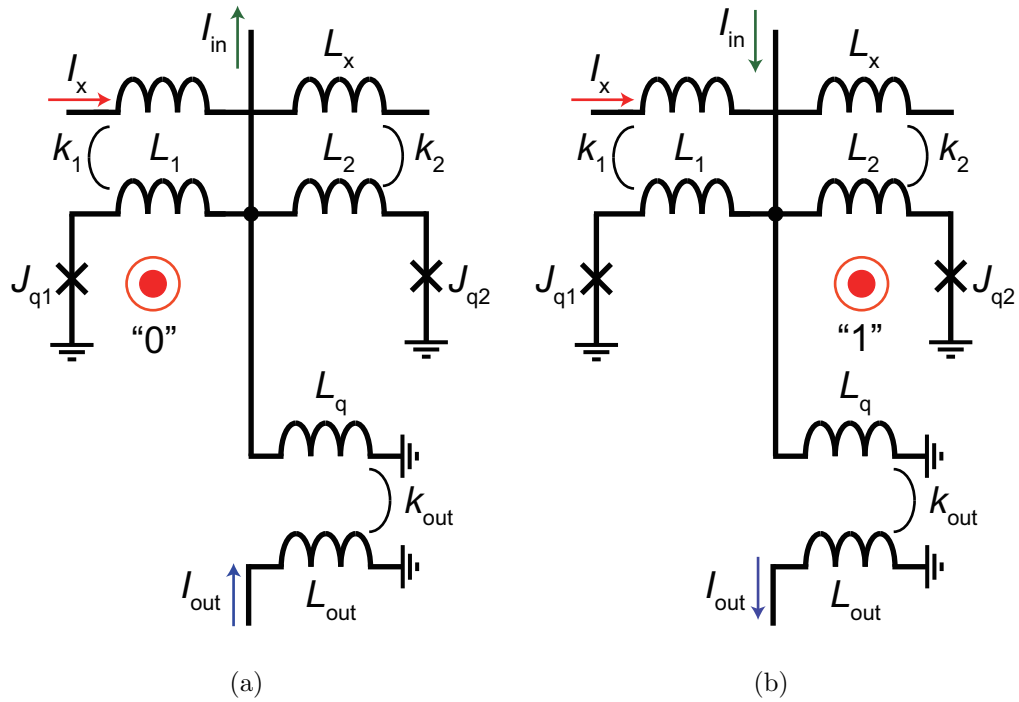 I_in L_x
I_x
k_1 L_1 L_2 k_2
J_q1 J_q2
“0”
L_q
k_out
I_out L_out
(a)
I_in L_x
I_x
k_1 L_1 L_2 k_2
J_q1 J_q2
“1”
L_q
k_out
I_out L_out
(b)